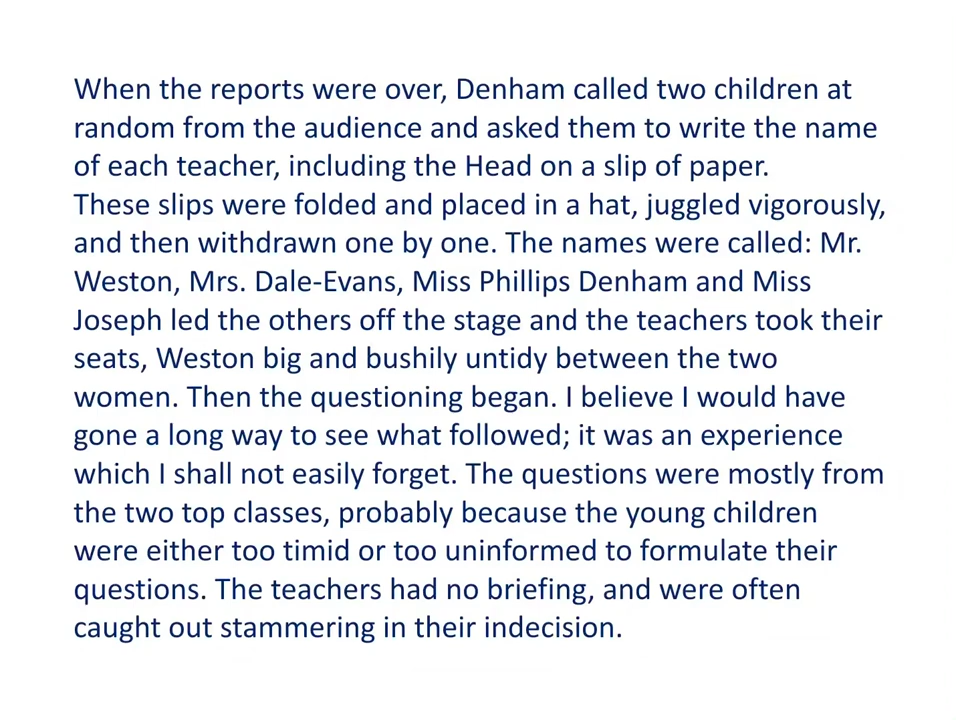 When the reports were over, Denham called two children at
random from the audience and asked them to write the name
of each teacher, including the Head on a slip of paper.
These slips were folded and placed in a hat, juggled vigorously,
and then withdrawn one by one. The names were called: Mr.
Weston, Mrs. Dale-Evans, Miss Phillips Denham and Miss
Joseph led the others off the stage and the teachers took their
seats, Weston big and bushily untidy between the two
women. Then the questioning began. I believe I would have
gone a long way to see what followed; it was an experience
which I shall not easily forget. The questions were mostly from
the two top classes, probably because the young children
were either too timid or too uninformed to formulate their
questions. The teachers had no briefing, and were often
caught out stammering in their indecision.